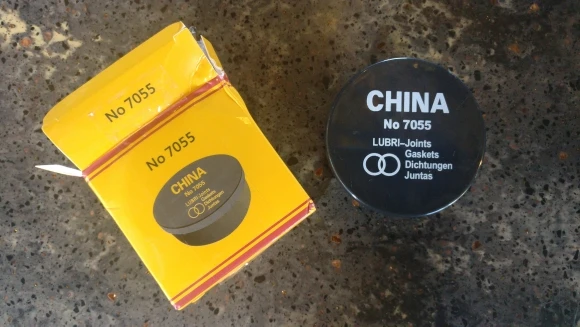 No 7055
No 7055
CHINA
No 7055
LUBRI-Joints
Gaskets
Dichtungen
Juntas
CHINA
No 7055
LUBRI-Joints
Gaskets
Dichtungen
Juntas